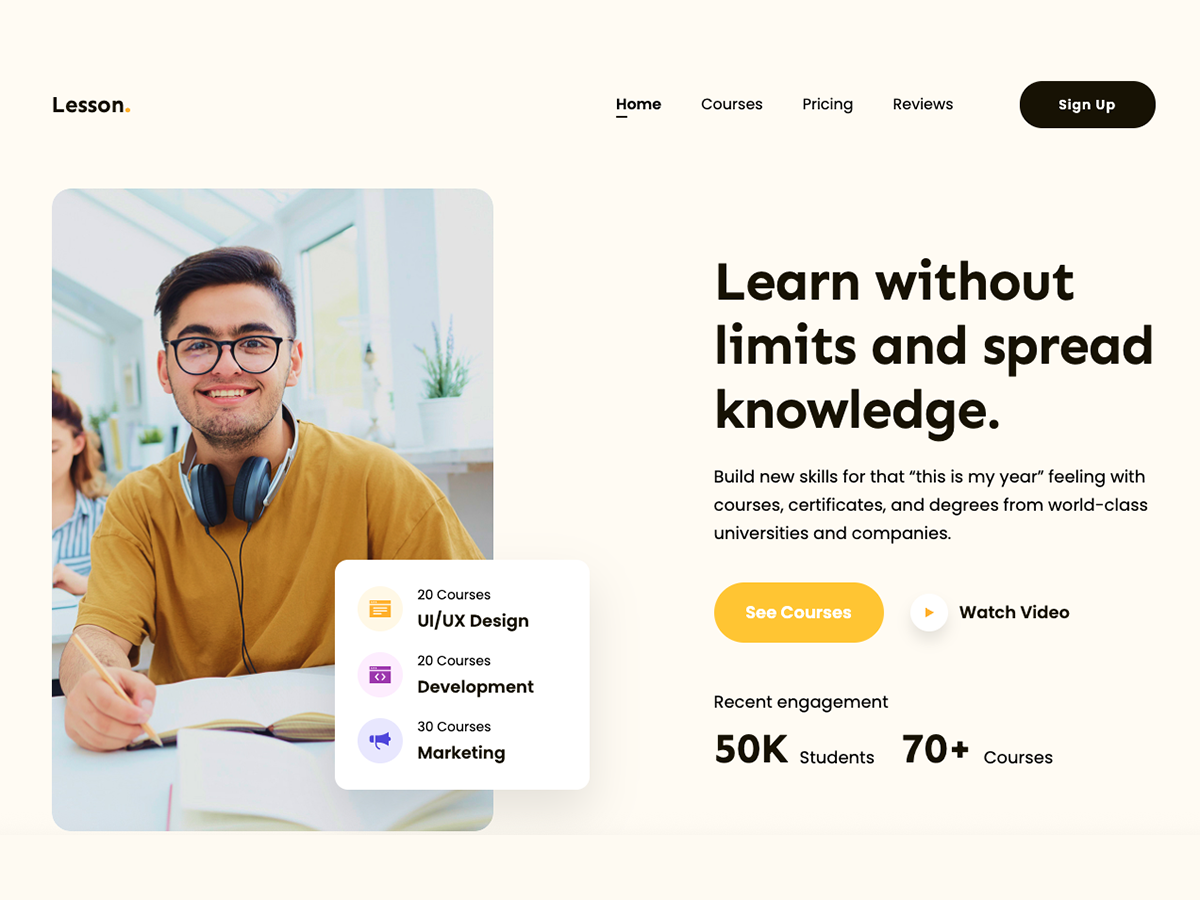 Lesson.
Home Courses Pricing Reviews Sign Up
Learn without
limits and spread
knowledge.
Build new skills for that “this is my year” feeling with
courses, certificates, and degrees from world-class
universities and companies.
See Courses Watch Video
20 Courses
UI/UX Design
20 Courses
Development
30 Courses
Marketing
Recent engagement
50K Students 70+ Courses